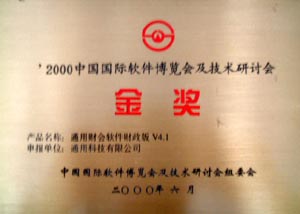 '2000中国国际软件博览会及技术研讨会
金奖
产品名称：通用财会软件财政版 V4.1
申报单位：通用科技有限公司
中国国际软件博览会及技术研讨会组委会
二〇〇〇年六月